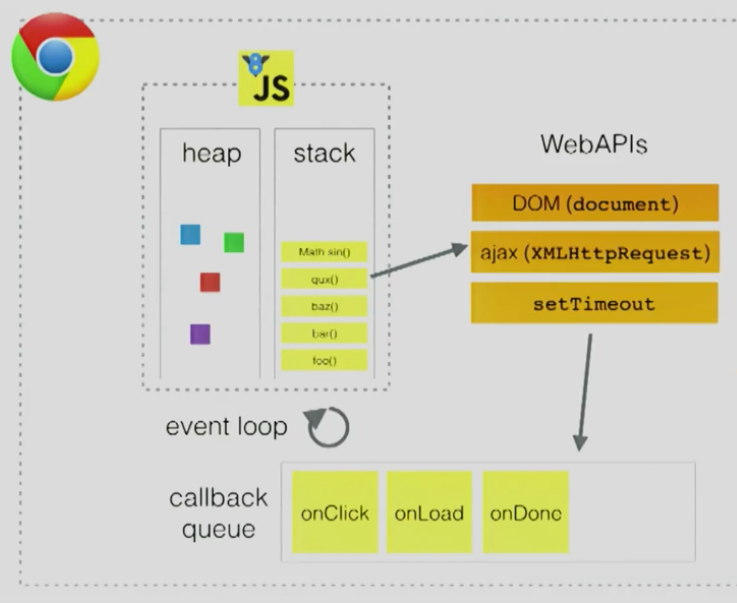 JS
heap
stack
WebAPIs
DOM (document)
ajax (XMLHttpRequest)
setTimeout
Math sin()
qux()
baz()
bar()
foo()
event loop
callback
queue
onClick
onLoad
onDone